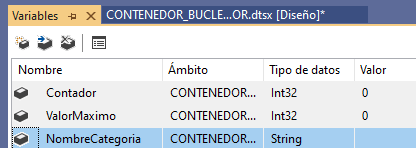 Variables CONTENEDOR_BUCLE...OR.dtsx [Diseño]*
Nombre Ámbito Tipo de datos Valor
Contador CONTENEDOR... Int32 0
ValorMaximo CONTENEDOR... Int32 0
NombreCategoria CONTENEDOR... String